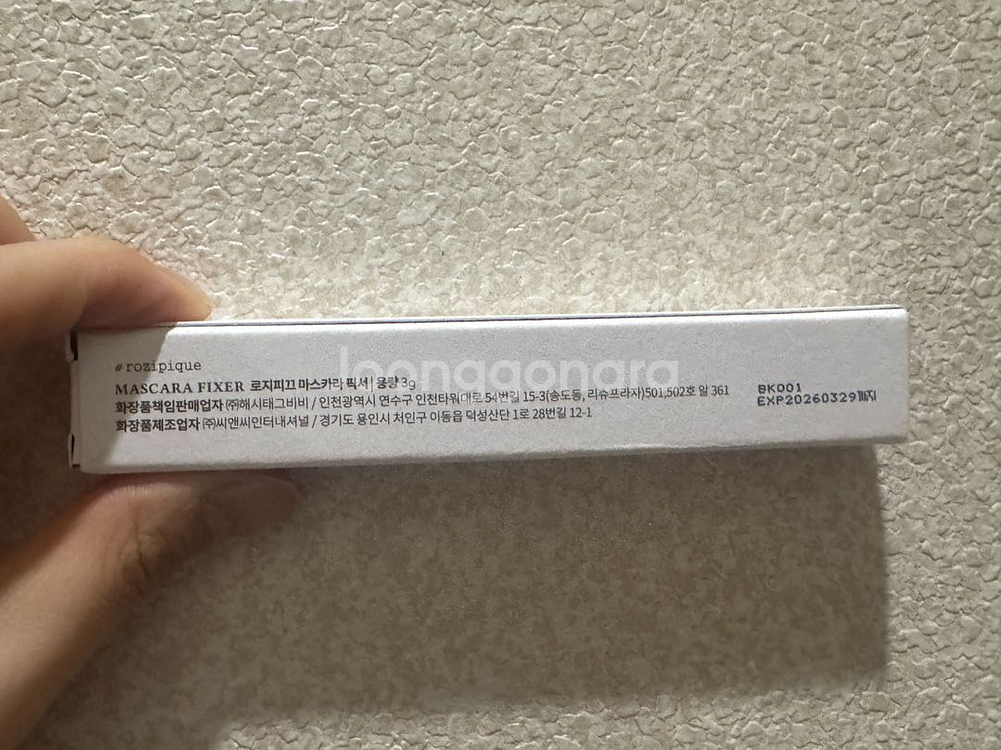 #rozipique
MASCARA FIXER 로지피끄 마스카라 픽서 | 용량 3g
화장품책임판매업자 ㈜해시태그비비 / 인천광역시 연수구 인천타워대로 54번길 15-3(송도동, 리슈프라자)501,502호 알 361
화장품제조업자 ㈜씨앤씨인터내셔널 / 경기도 용인시 처인구 이동읍 덕성산단 1로 28번길 12-1
BK001
EXP20260329까지
joonggonara